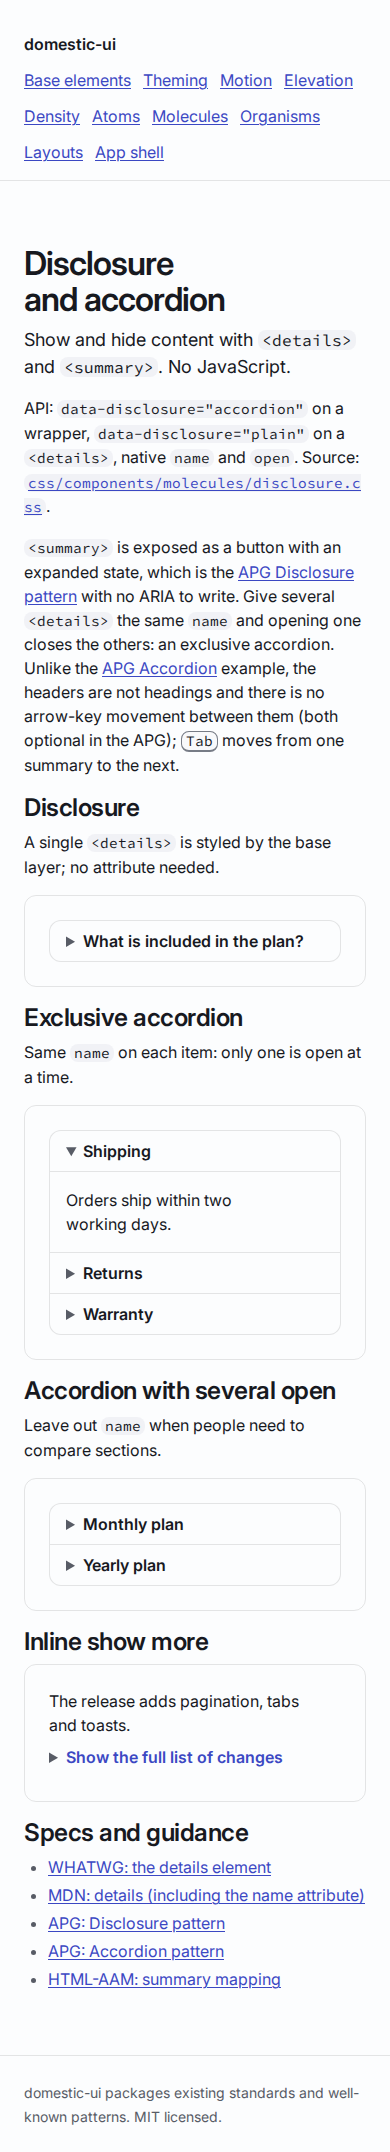 domestic-ui
Base elements Theming Motion Elevation
Density Atoms Molecules Organisms
Layouts App shell
Disclosure
and accordion
Show and hide content with <details>
and <summary>. No JavaScript.
API: data-disclosure="accordion" on a
wrapper, data-disclosure="plain" on a
<details>, native name and open. Source:
css/components/molecules/disclosure.c
ss.
<summary> is exposed as a button with an
expanded state, which is the APG Disclosure
pattern with no ARIA to write. Give several
<details> the same name and opening one
closes the others: an exclusive accordion.
Unlike the APG Accordion example, the
headers are not headings and there is no
arrow-key movement between them (both
optional in the APG); Tab moves from one
summary to the next.
Disclosure
A single <details> is styled by the base
layer; no attribute needed.
What is included in the plan?
Exclusive accordion
Same name on each item: only one is open at
a time.
Shipping
Orders ship within two
working days.
Returns
Warranty
Accordion with several open
Leave out name when people need to
compare sections.
Monthly plan
Yearly plan
Inline show more
The release adds pagination, tabs
and toasts.
Show the full list of changes
Specs and guidance
WHATWG: the details element
MDN: details (including the name attribute)
APG: Disclosure pattern
APG: Accordion pattern
HTML-AAM: summary mapping
domestic-ui packages existing standards and well-
known patterns. MIT licensed.